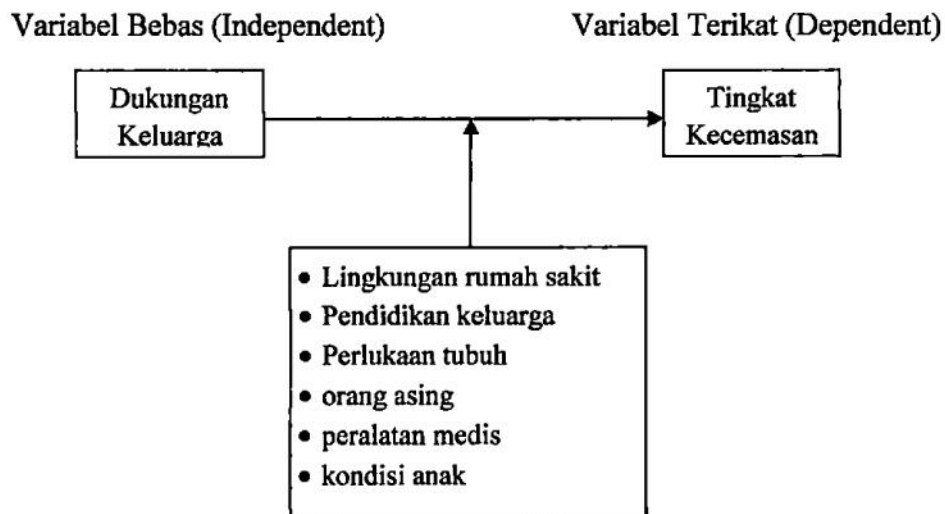 Variabel Bebas (Independent) Variabel Terikat (Dependent)
Dukungan
Keluarga
Tingkat
Kecemasan
• Lingkungan rumah sakit
• Pendidikan keluarga
• Perlukaan tubuh
• orang asing
• peralatan medis
• kondisi anak